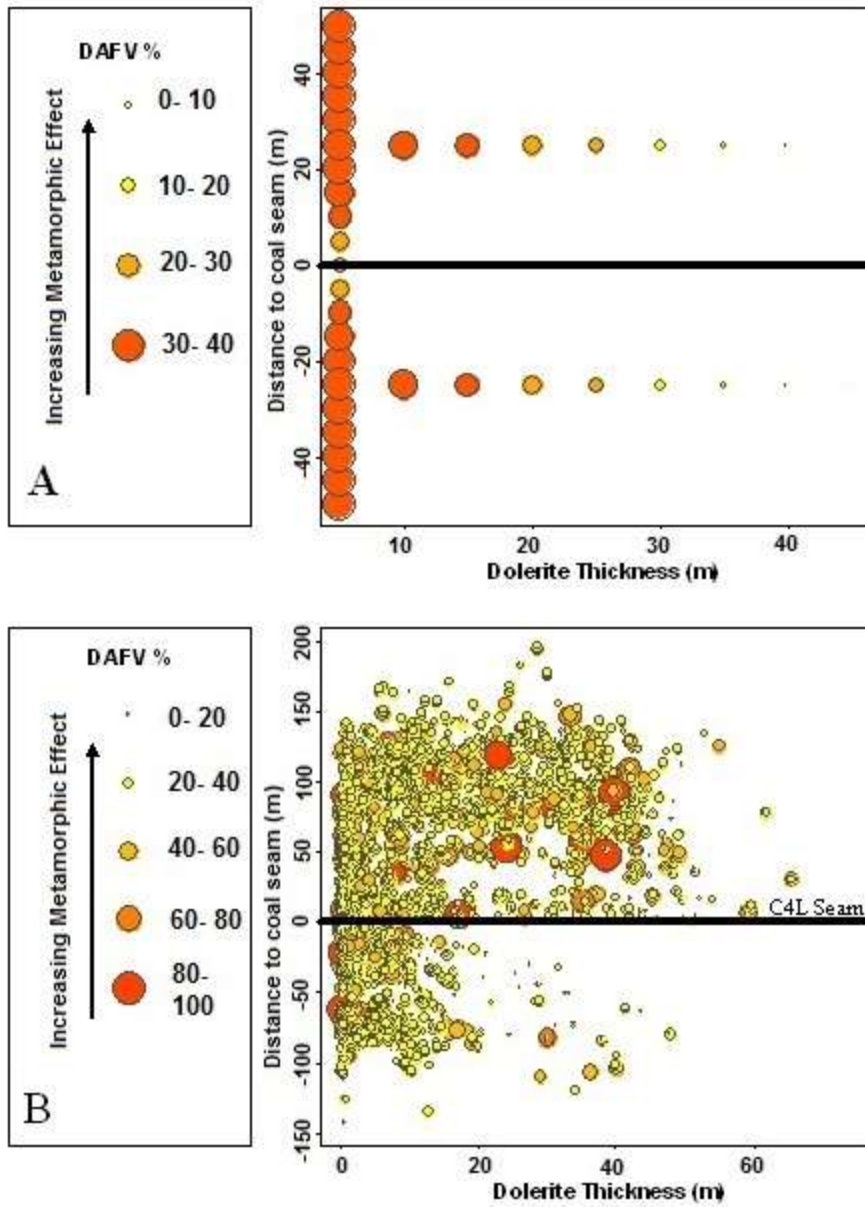 DAFV %
Increasing Metamorphic Effect
0- 10
10- 20
20- 30
30- 40
A
Distance to coal seam (m)
40
20
0
-20
-40
10 20 30 40
Dolerite Thickness (m)
DAFV %
Increasing Metamorphic Effect
0- 20
20- 40
40- 60
60- 80
80-
100
B
Distance to coal seam (m)
200
150
100
50
0
-50
-100
-150
C4L Seam
0 20 40 60
Dolerite Thickness (m)